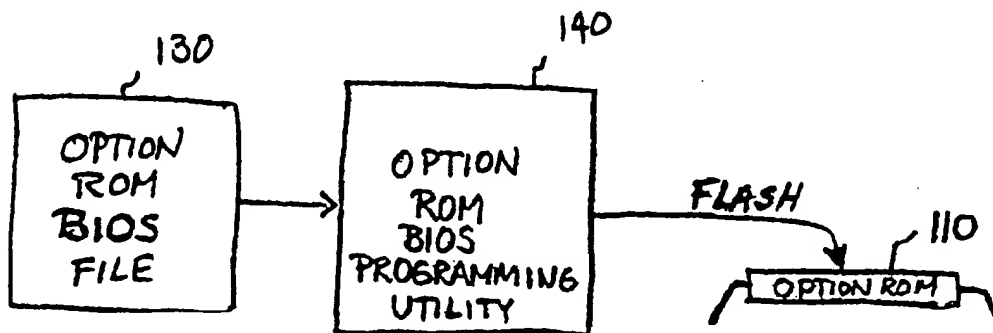 130
OPTION
ROM
BIOS
FILE
140
OPTION
ROM
BIOS
PROGRAMMING
UTILITY
FLASH
110
OPTION ROM